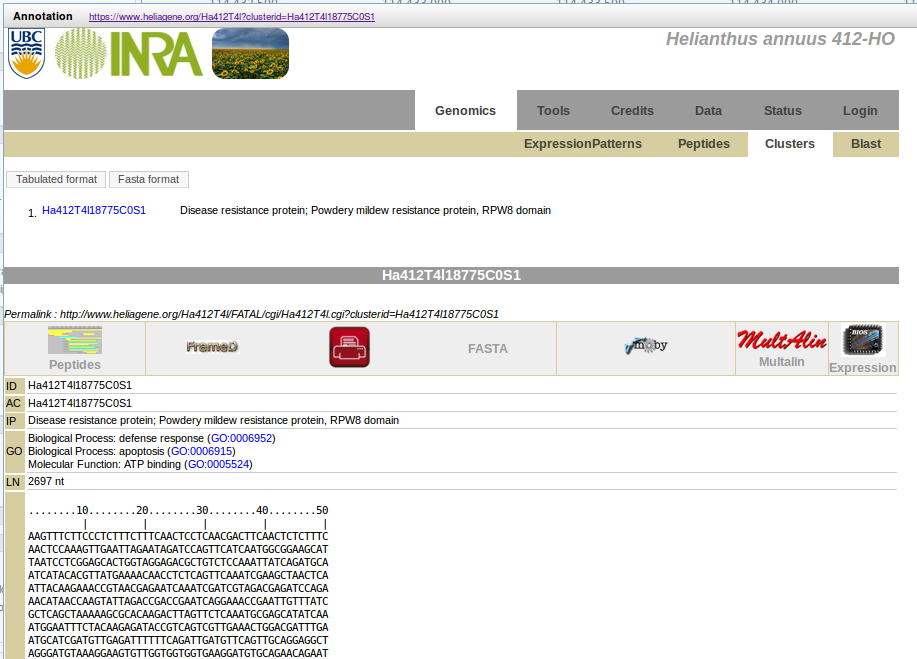 Annotation https://www.heliagene.org/Ha412T4l?clusterid=Ha412T4l18775C0S1
UBC
INRA
Helianthus annuus 412-HO
Genomics Tools Credits Data Status Login
ExpressionPatterns Peptides Clusters Blast
Tabulated format Fasta format
1. Ha412T4l18775C0S1 Disease resistance protein; Powdery mildew resistance protein, RPW8 domain
Ha412T4l18775C0S1
Permalink : http://www.heliagene.org/Ha412T4l/FATAL/cgi/Ha412T4l.cgi?clusterid=Ha412T4l18775C0S1
Peptides FrameD FASTA moby MultAlin Multalin BIOS Expression
ID Ha412T4l18775C0S1
AC Ha412T4l18775C0S1
IP Disease resistance protein; Powdery mildew resistance protein, RPW8 domain
GO Biological Process: defense response (GO:0006952)
Biological Process: apoptosis (GO:0006915)
Molecular Function: ATP binding (GO:0005524)
LN 2697 nt
........10........20........30........40........50
| | | | |
AAGTTTCTTCCCTCTTTCTTTCAACTCCTCAACGACTTCAACTCTCTTTC
AACTCCAAAGTTGAATTAGAATAGATCCAGTTCATCAATGGCGGAAGCAT
TAATCCTCGGAGCACTGGTAGGAGACGCTGTCTCCAAATTATCAGATGCA
ATCATACACGTTATGAAAACAACCTCTCAGTTCAAATCGAAGCTAACTCA
ATTACAAGAAACCGTAACGAGAATCAAATCGATCGTAGACGAGATCCAGA
AACATAACCAAGTATTAGACCGACCGAATCAGGAAACCGAATTGTTTATC
GCTCAGCTAAAAAGCGCACAAGACTTAGTTCTCAAATGCGAGCATATCAA
ATGGAATTTCTACAAGAGATACCGTCAGTCGTTGAAACTGGACGATTTGA
ATGCATCGATGTTGAGATTTTTTCAGATTGATGTTCAGTTGCAGGAGGCT
AGGGATGTAAAGGAAGTGTTGGTGGTGGTGAAGGATGTGCAGAACAGAAT